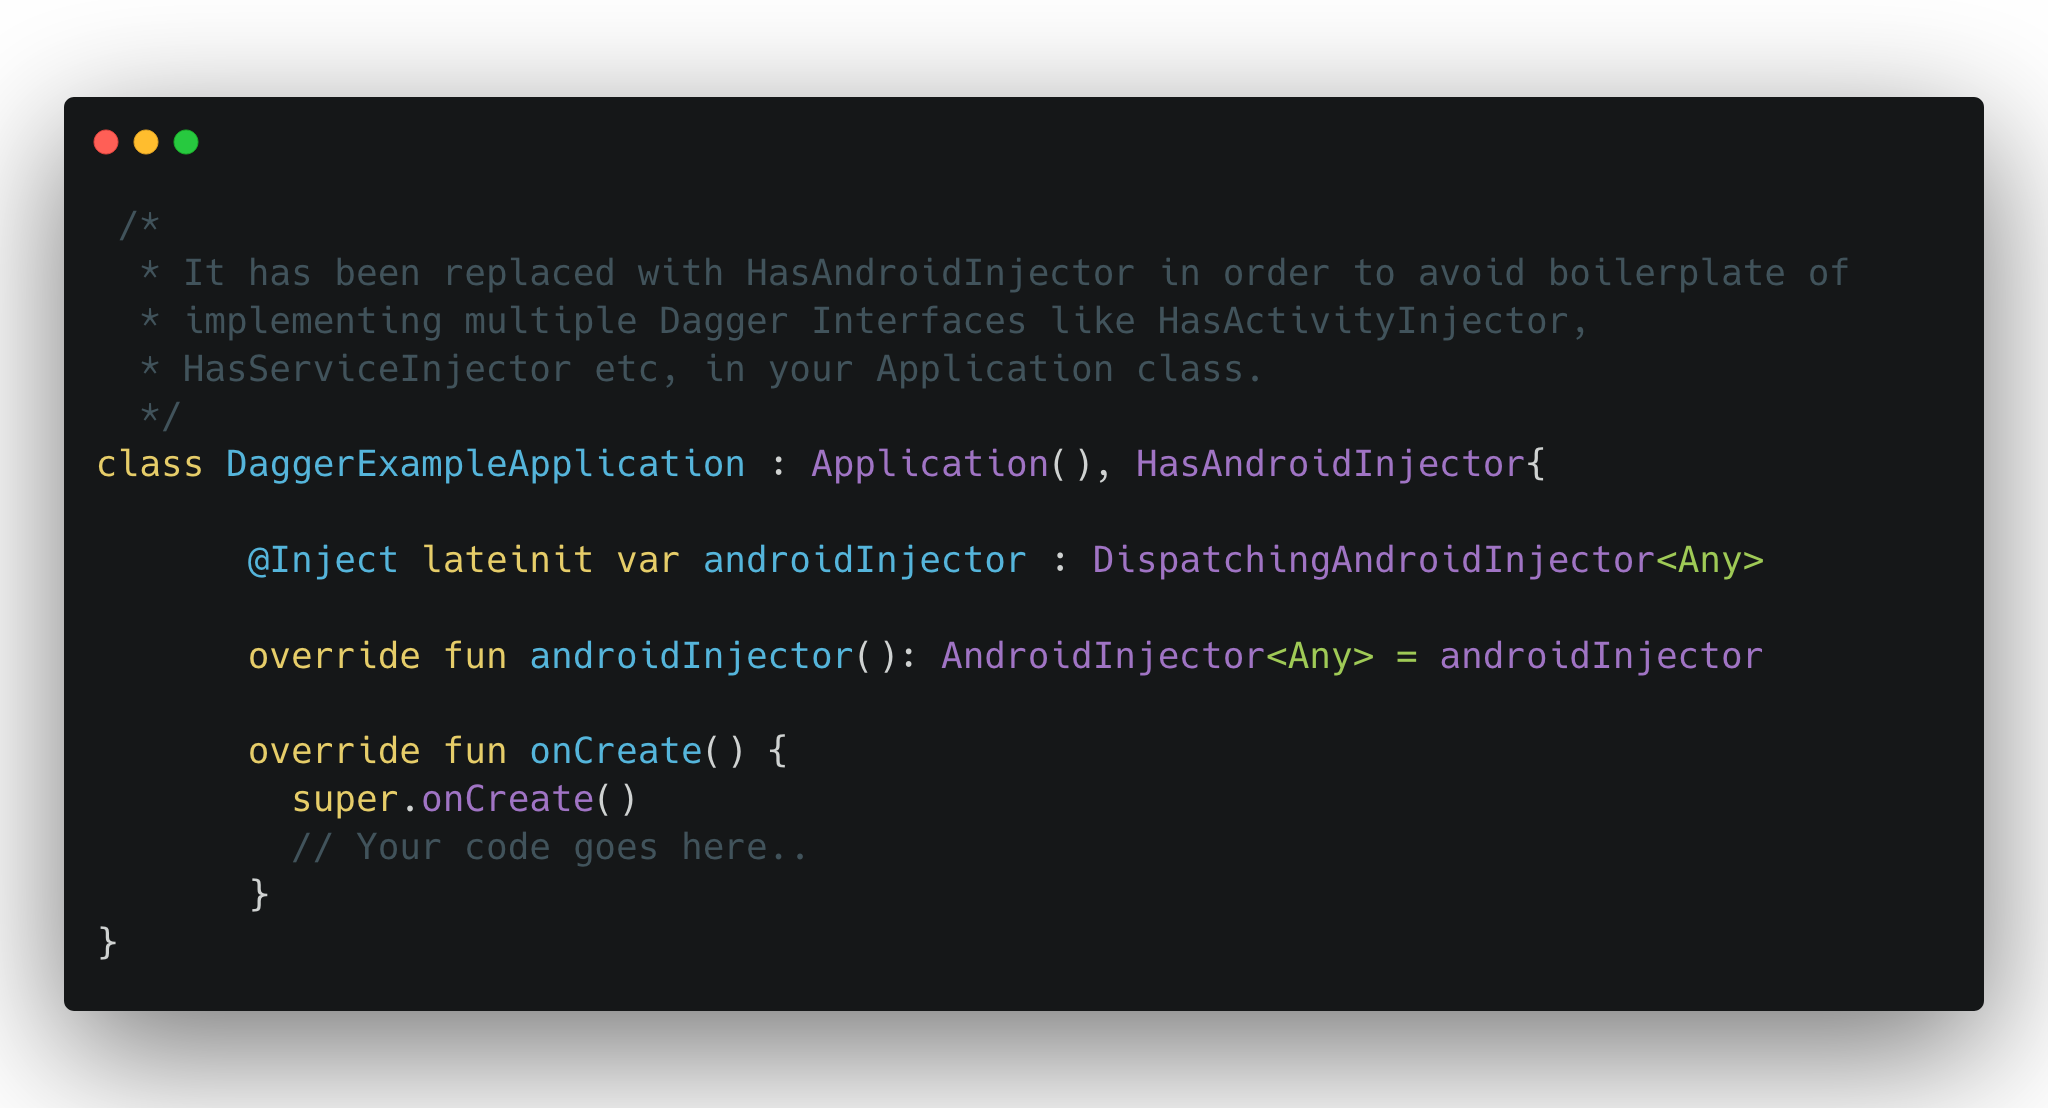 /*
* It has been replaced with HasAndroidInjector in order to avoid boilerplate of
* implementing multiple Dagger Interfaces like HasActivityInjector,
* HasServiceInjector etc, in your Application class.
*/
class DaggerExampleApplication : Application(), HasAndroidInjector{
@Inject lateinit var androidInjector : DispatchingAndroidInjector<Any>
override fun androidInjector(): AndroidInjector<Any> = androidInjector
override fun onCreate() {
super.onCreate()
// Your code goes here..
}
}